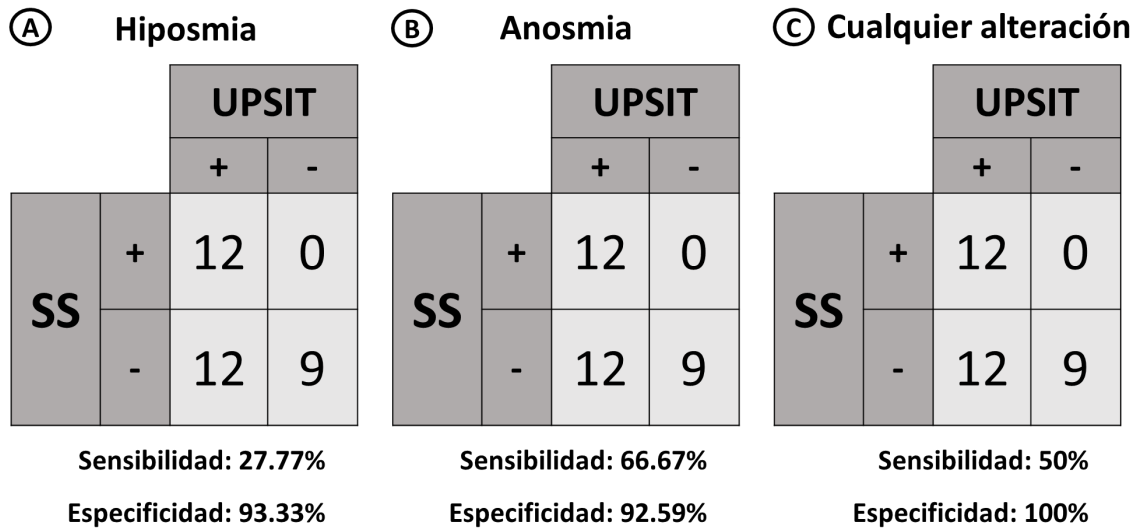 A Hiposmia
UPSIT
+ -
SS + 12 0
- 12 9
Sensibilidad: 27.77%
Especificidad: 93.33%
B Anosmia
UPSIT
+ -
SS + 12 0
- 12 9
Sensibilidad: 66.67%
Especificidad: 92.59%
C Cualquier alteración
UPSIT
+ -
SS + 12 0
- 12 9
Sensibilidad: 50%
Especificidad: 100%